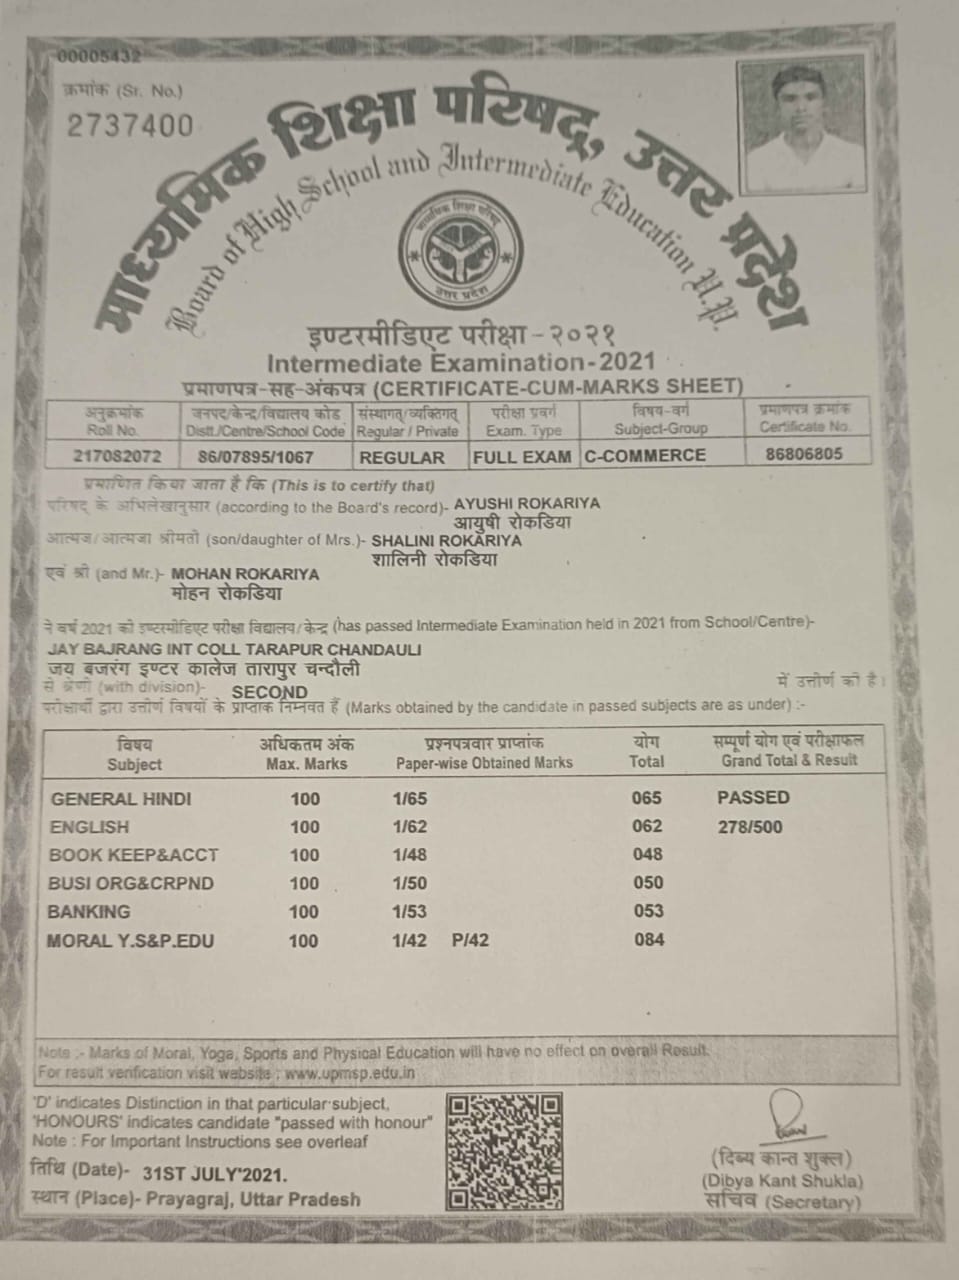 00005432
क्रमांक (Sr. No.)
2737400
माध्यमिक शिक्षा परिषद्, उत्तर प्रदेश
Board of High School and Intermediate Education U.P.
माध्यमिक शिक्षा परिषद्
उत्तर प्रदेश
इण्टरमीडिएट परीक्षा - २०२१
Intermediate Examination-2021
प्रमाणपत्र-सह-अंकपत्र (CERTIFICATE-CUM-MARKS SHEET)
अनुक्रमांक जनपद/केन्द्र/विद्यालय कोड संस्थागत/व्यक्तिगत् परीक्षा प्रवर्ग विषय-वर्ग प्रमाणपत्र क्रमांक
Roll No. Distt./Centre/School Code Regular / Private Exam. Type Subject-Group Certificate No.
217082072 86/07895/1067 REGULAR FULL EXAM C-COMMERCE 86806805
प्रमाणित किया जाता है कि (This is to certify that)
परिषद् के अभिलेखानुसार (according to the Board's record)- AYUSHI ROKARIYA
आयुषी रोकडिया
आत्मज/आत्मजा श्रीमती (son/daughter of Mrs.)- SHALINI ROKARIYA
शालिनी रोकडिया
एवं श्री (and Mr.)- MOHAN ROKARIYA
मोहन रोकडिया
ने वर्ष 2021 की इण्टरमीडिएट परीक्षा विद्यालय/केन्द्र (has passed Intermediate Examination held in 2021 from School/Centre)-
JAY BAJRANG INT COLL TARAPUR CHANDAULI
जय बजरंग इण्टर कालेज तारापुर चन्दौली
से श्रेणी (with division)- SECOND में उत्तीर्ण की है।
परीक्षार्थी द्वारा उत्तीर्ण विषयों के प्राप्तांक निम्नवत हैं (Marks obtained by the candidate in passed subjects are as under) :-
विषय अधिकतम अंक प्रश्नपत्रवार प्राप्तांक योग सम्पूर्ण योग एवं परीक्षाफल
Subject Max. Marks Paper-wise Obtained Marks Total Grand Total & Result
GENERAL HINDI 100 1/65 065 PASSED
ENGLISH 100 1/62 062 278/500
BOOK KEEP&ACCT 100 1/48 048
BUSI ORG&CRPND 100 1/50 050
BANKING 100 1/53 053
MORAL Y.S&P.EDU 100 1/42 P/42 084
Note :- Marks of Moral, Yoga, Sports and Physical Education will have no effect on overall Result.
For result verification visit website : www.upmsp.edu.in
'D' indicates Distinction in that particular subject,
'HONOURS' indicates candidate "passed with honour"
Note : For Important Instructions see overleaf
तिथि (Date)- 31ST JULY'2021.
स्थान (Place)- Prayagraj, Uttar Pradesh
(दिब्य कान्त शुक्ल)
(Dibya Kant Shukla)
सचिव (Secretary)